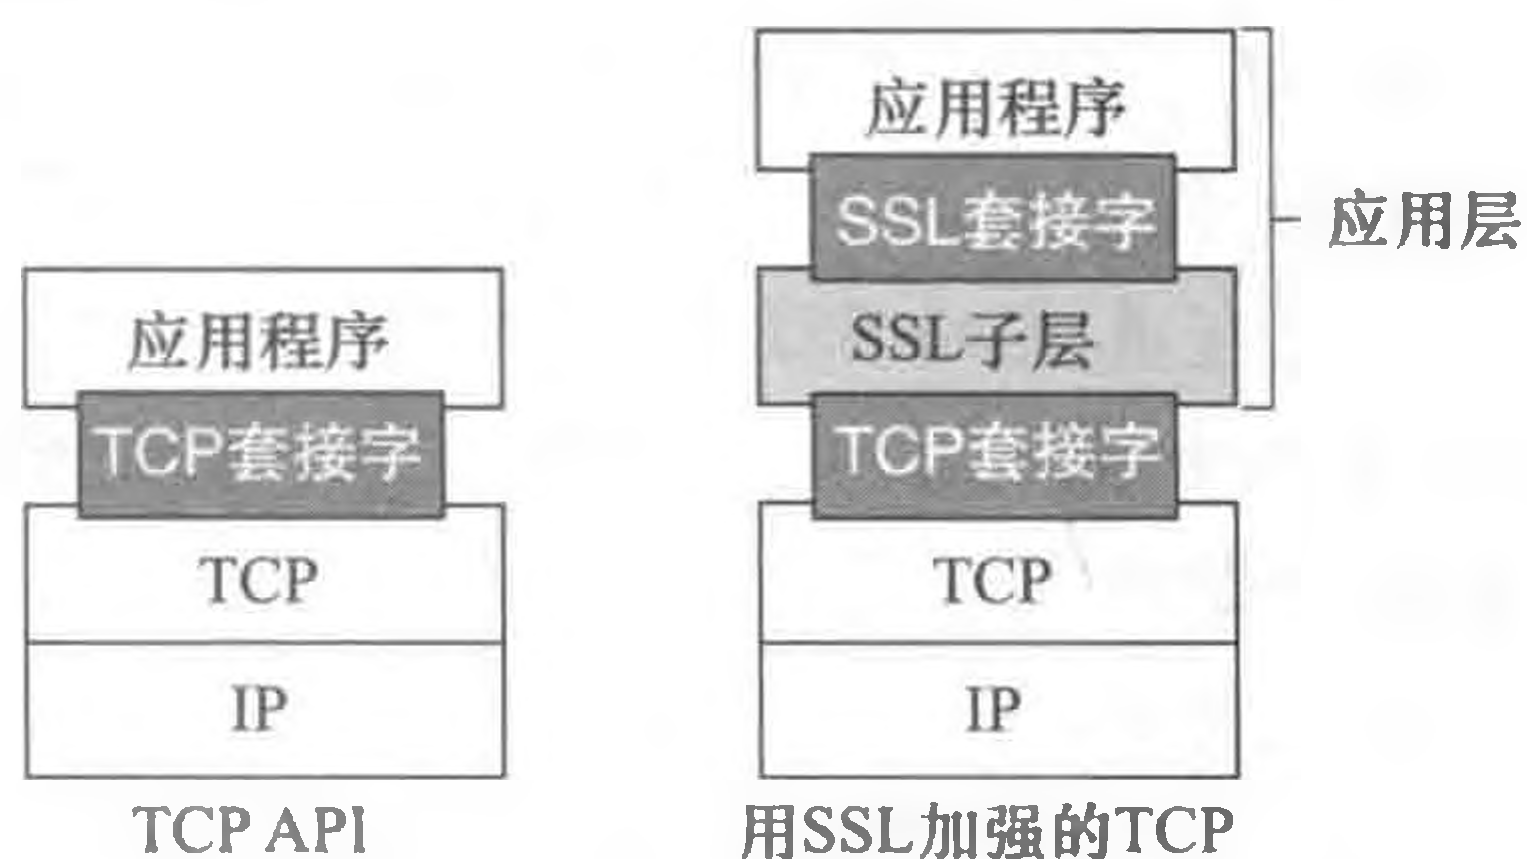 应用程序
TCP套接字
TCP
IP
TCP API
应用程序
SSL套接字
SSL子层
TCP套接字
TCP
IP
用SSL加强的TCP
应用层